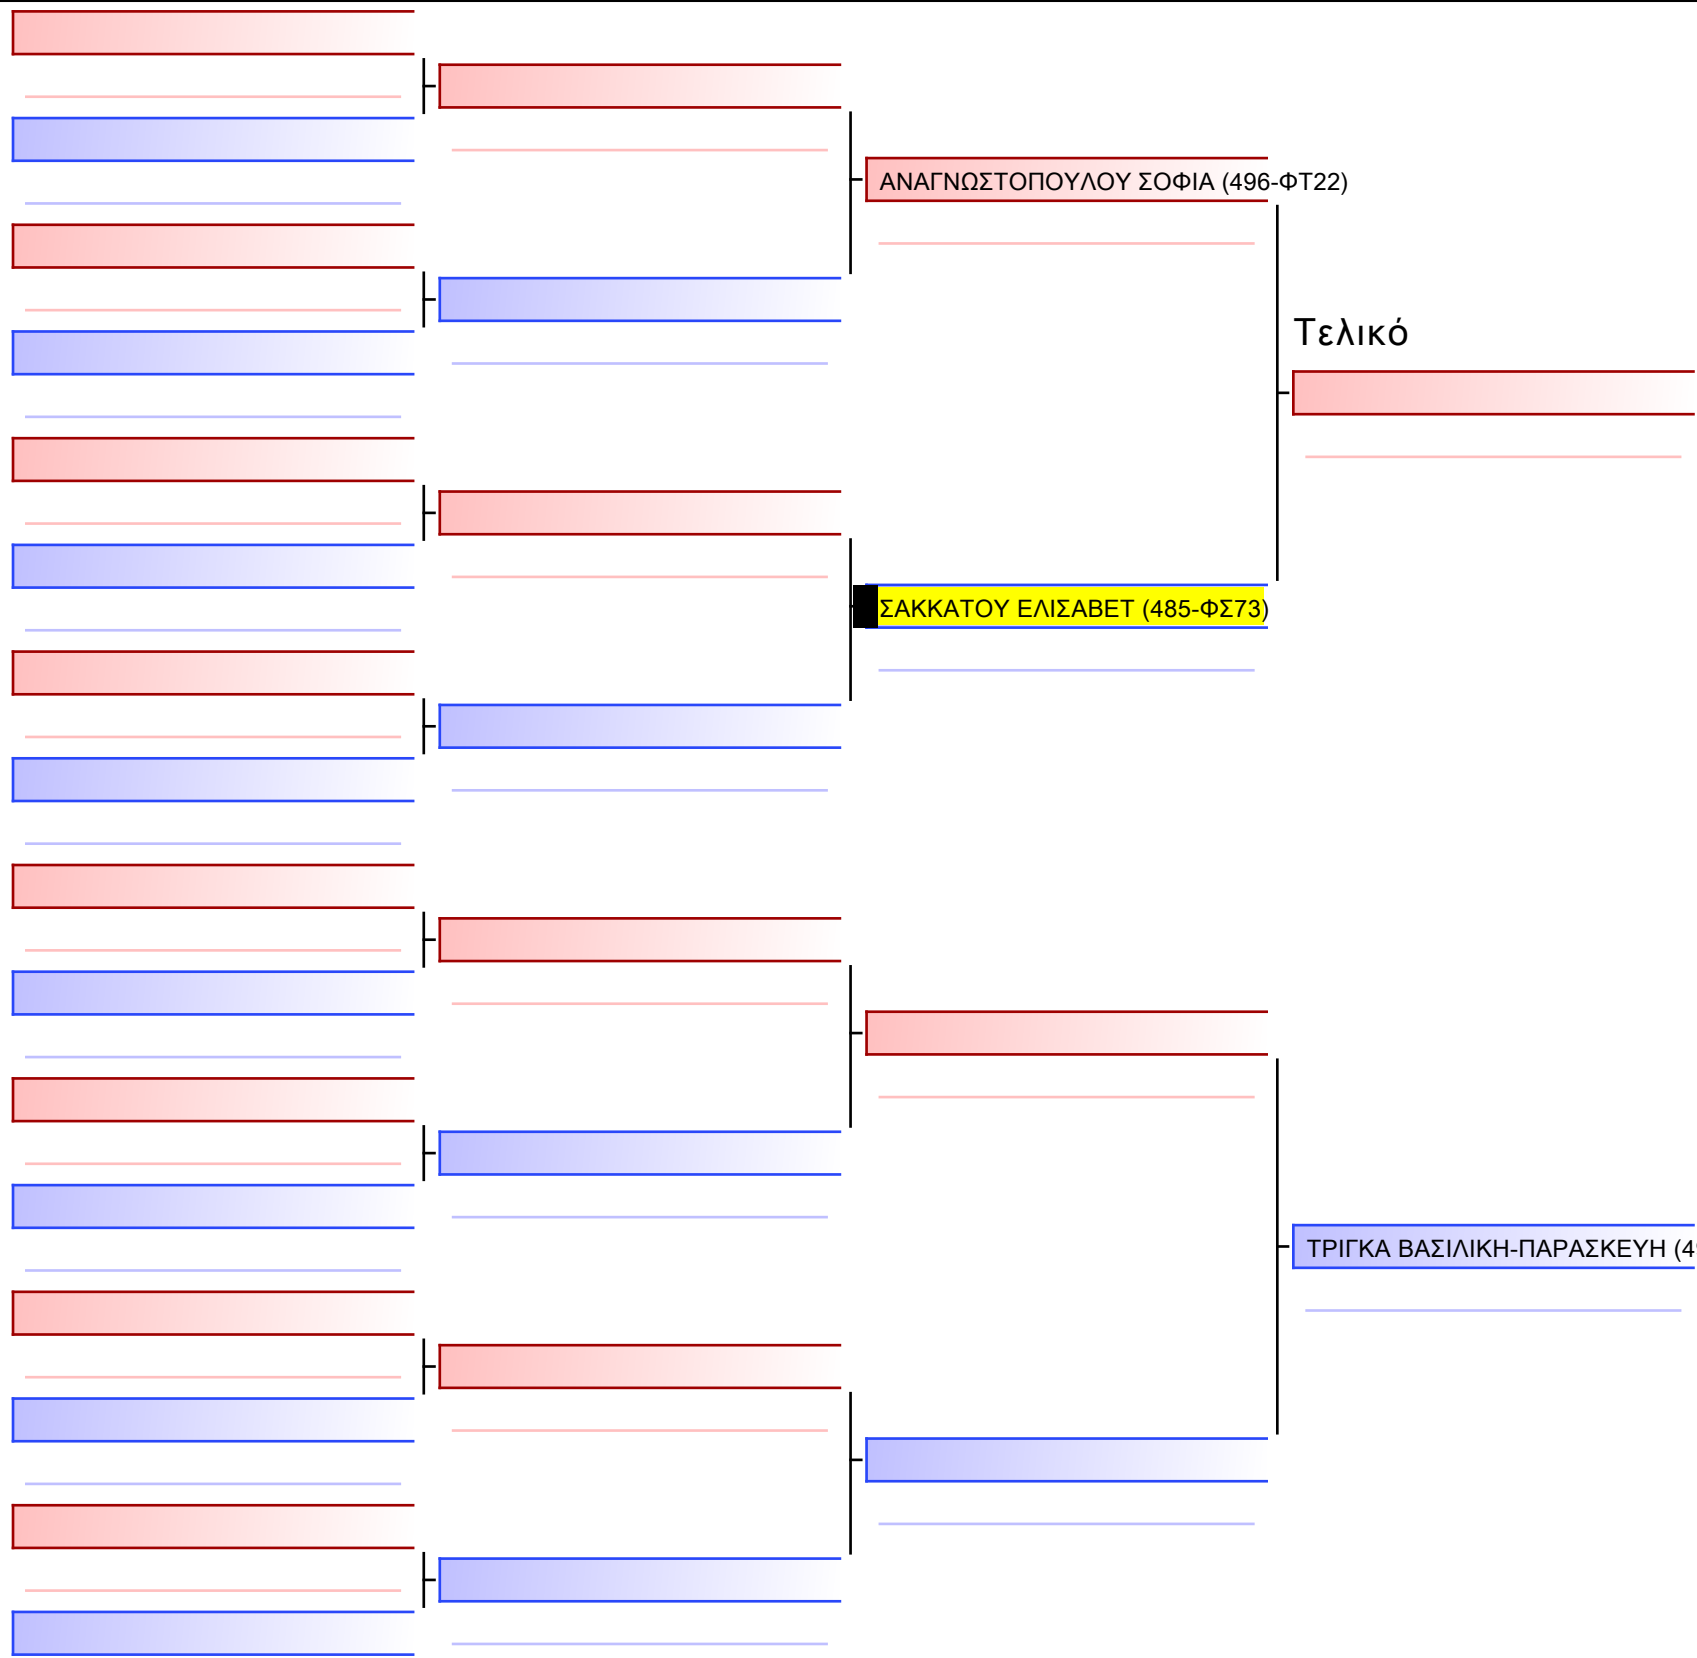 ΑΝΑΓΝΩΣΤΟΠΟΥΛΟΥ ΣΟΦΙΑ (496-ΦΤ22)
Τελικό
ΣΑΚΚΑΤΟΥ ΕΛΙΣΑΒΕΤ (485-ΦΣ73)
ΤΡΙΓΚΑ ΒΑΣΙΛΙΚΗ-ΠΑΡΑΣΚΕΥΗ